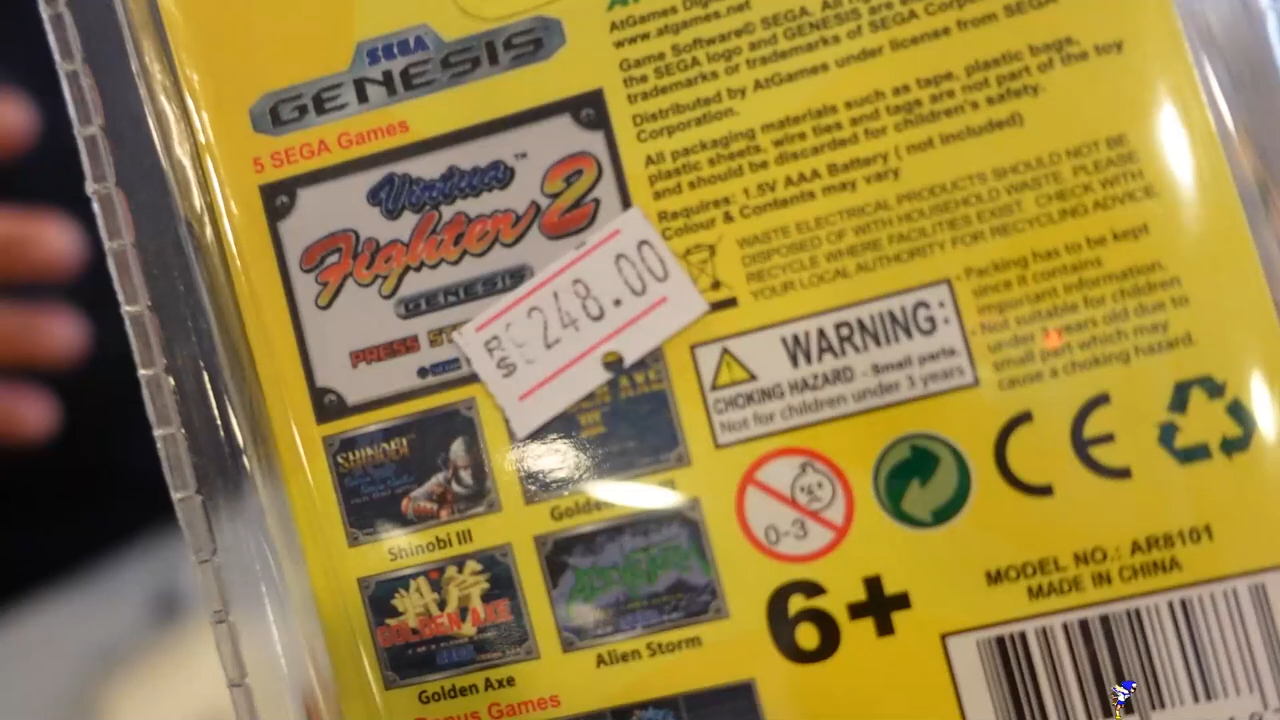 SEGA
GENESIS
5 SEGA Games
Virtua™
Fighter 2
GENESIS
PRESS
R$ 248.00
SHINOBI
Shinobi III
AXE
Golden
GOLDEN AXE
Golden Axe
Alien Storm
Bonus Games
AtGames
www.atgames.net
Game Software© SEGA. All
the SEGA logo and GENESIS are
trademarks or trademarks of SEGA
Distributed by AtGames under license from SEGA
Corporation.
All packaging materials such as tape, plastic bags,
plastic sheets, wire ties and tags are not part of the toy
and should be discarded for children's safety.
Requires: 1.5V AAA Battery ( not included)
Colour & Contents may vary
WASTE ELECTRICAL PRODUCTS SHOULD NOT BE
DISPOSED OF WITH HOUSEHOLD WASTE. PLEASE
RECYCLE WHERE FACILITIES EXIST. CHECK WITH
YOUR LOCAL AUTHORITY FOR RECYCLING ADVICE.
WARNING:
CHOKING HAZARD - Small parts.
Not for children under 3 years
- Packing has to be kept
since it contains
important information.
- Not suitable for children
under years old due to
small part which may
cause a choking hazard.
0-3
CE
6+
MODEL NO.: AR8101
MADE IN CHINA